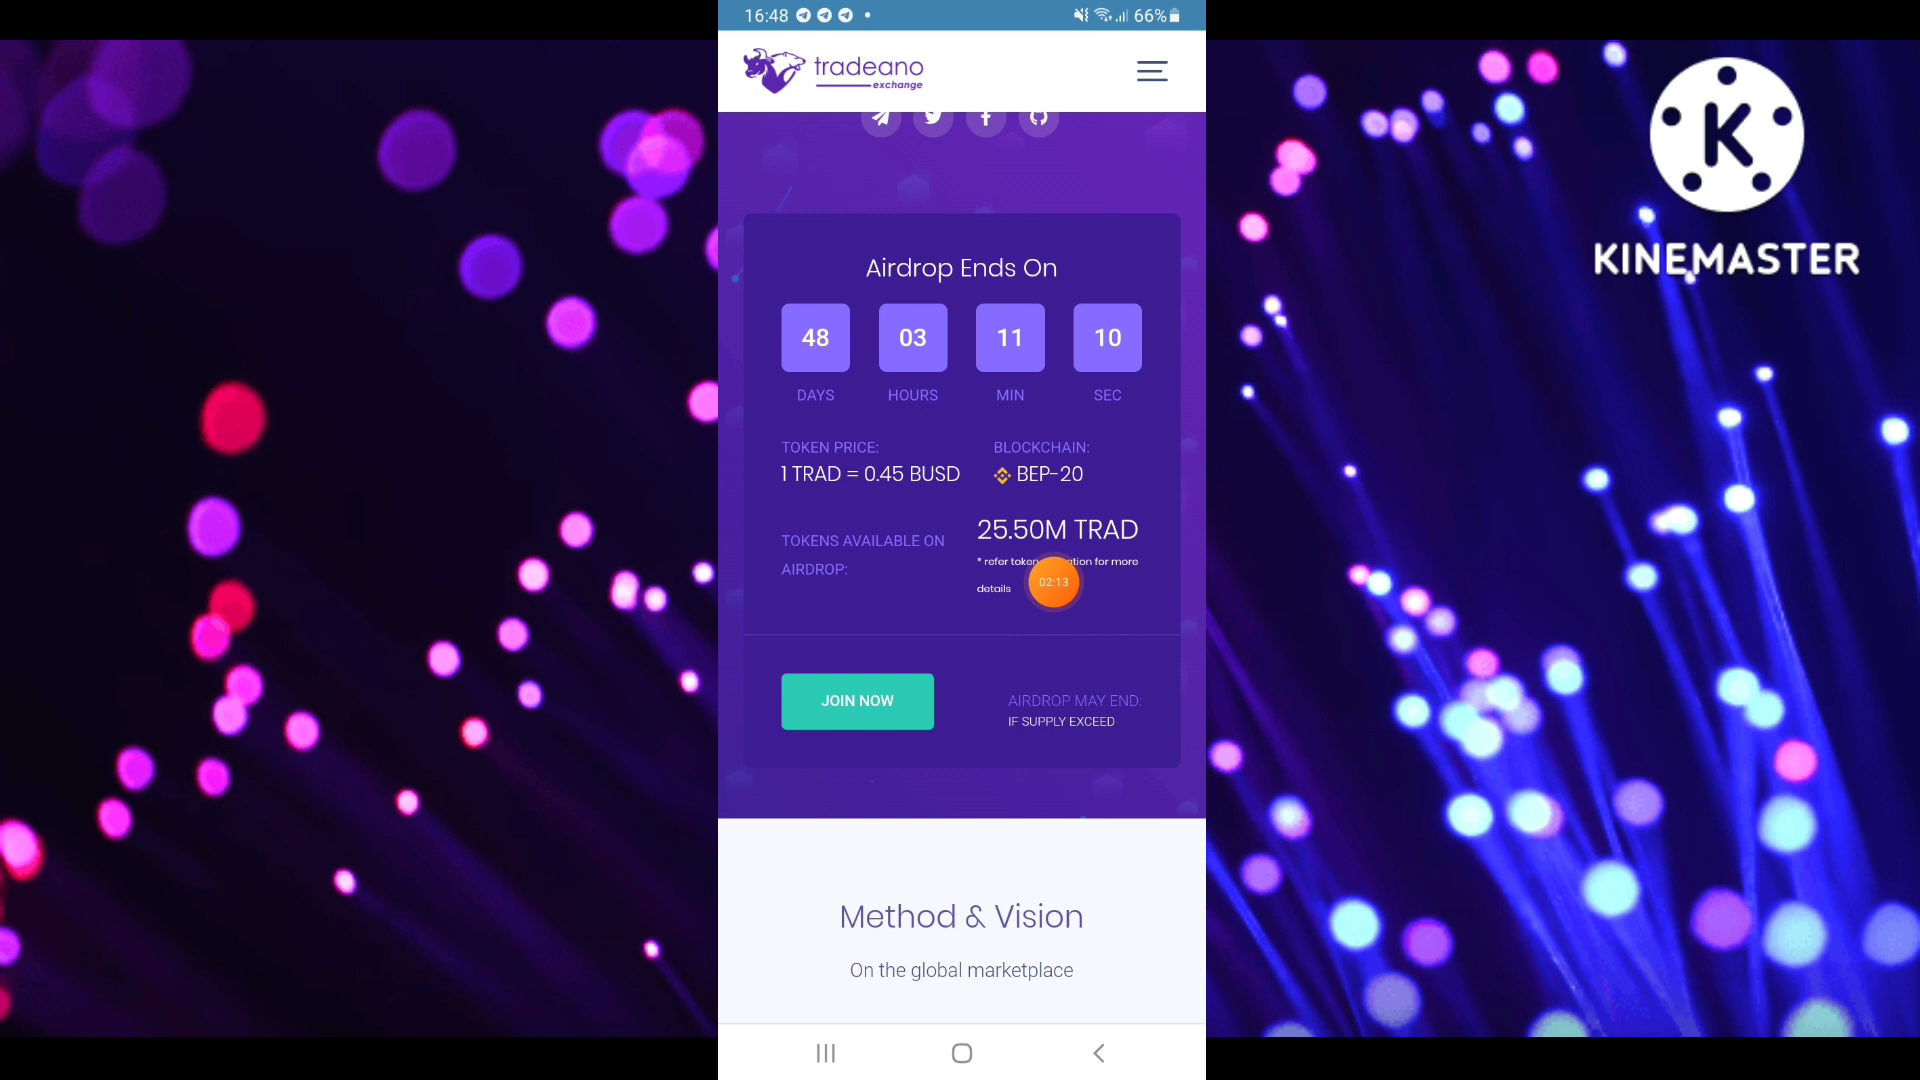 16:48
66%
tradeano
exchange
KINEMASTER
Airdrop Ends On
48 03 11 10
DAYS HOURS MIN SEC
TOKEN PRICE: BLOCKCHAIN:
1 TRAD = 0.45 BUSD BEP-20
TOKENS AVAILABLE ON
AIRDROP:
25.50M TRAD
* refer token for more
details
02:13
JOIN NOW
AIRDROP MAY END:
IF SUPPLY EXCEED
Method & Vision
On the global marketplace